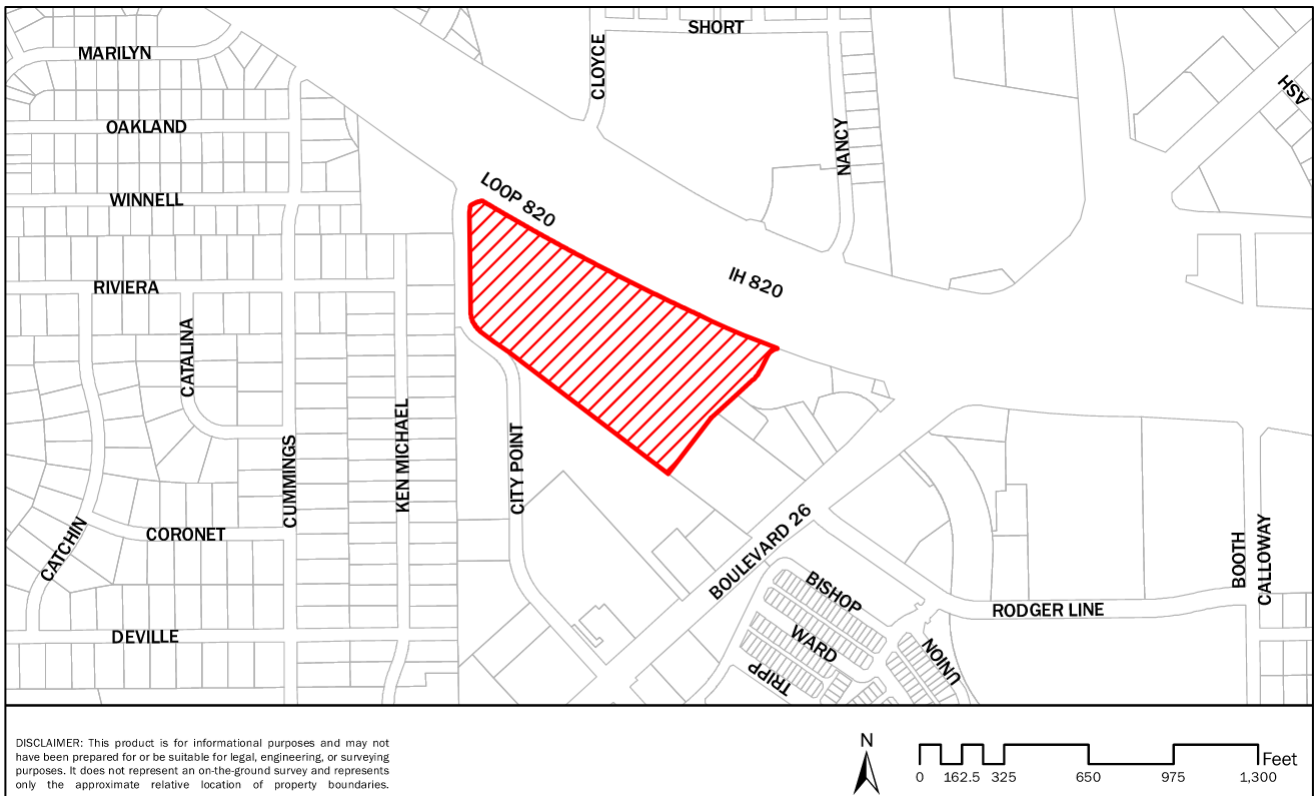 SHORT
MARILYN
CLOYCE
ASH
OAKLAND
NANCY
WINNELL
LOOP 820
IH 820
RIVIERA
CATALINA
KEN MICHAEL
CITY POINT
CUMMINGS
CORONET
CATCHIN
BOULEVARD 26
BOOTH
CALLOWAY
BISHOP
RODGER LINE
DEVILLE
WARD
UNION
TRIPP
DISCLAIMER: This product is for informational purposes and may not
have been prepared for or be suitable for legal, engineering, or surveying
purposes. It does not represent an on-the-ground survey and represents
only the approximate relative location of property boundaries.
N
Feet
0 162.5 325 650 975 1,300